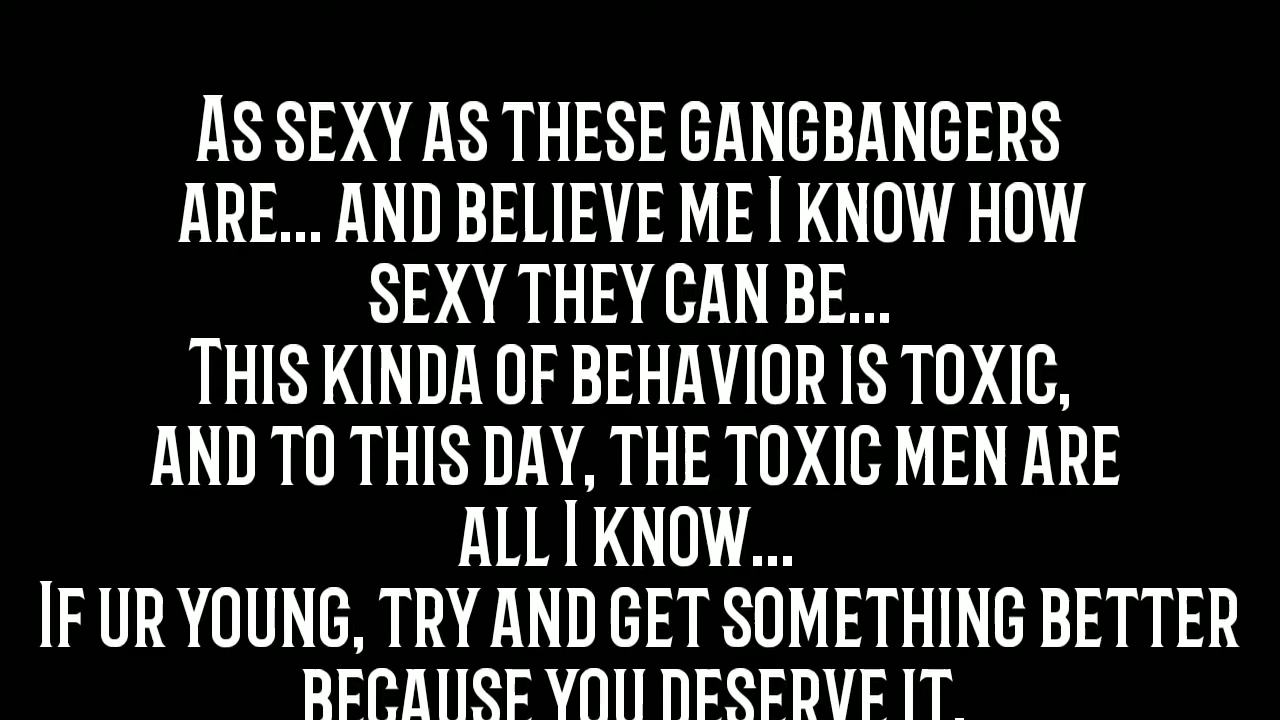 As sexy as these gangbangers
are... and believe me I know how
sexy they can be...
This kinda of behavior is toxic,
and to this day, the toxic men are
all I know...
If ur young, try and get something better
because you deserve it.